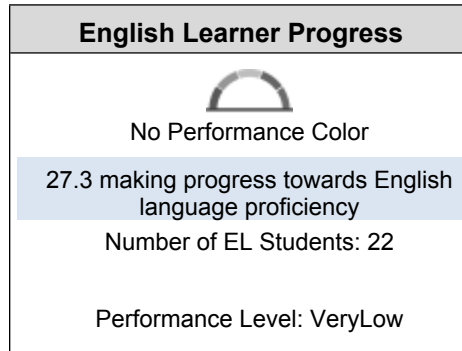 English Learner Progress
No Performance Color
27.3 making progress towards English
language proficiency
Number of EL Students: 22
Performance Level: VeryLow